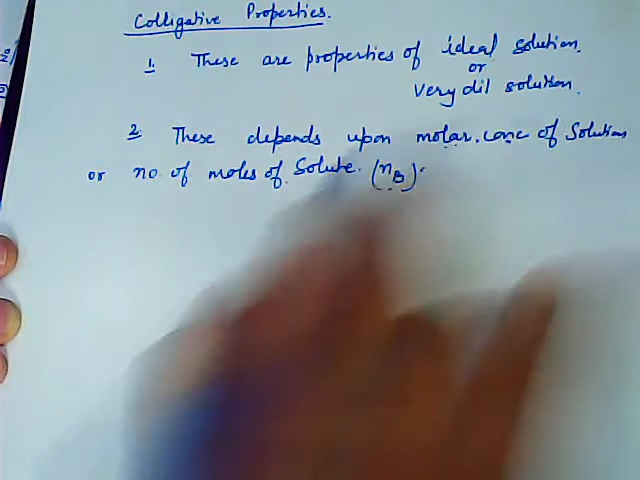 Colligative Properties.
1. These are properties of ideal solution.
or
very dil solution.
2 These depends upon molar. conc of Solution
or no of moles of Solute. (nB).